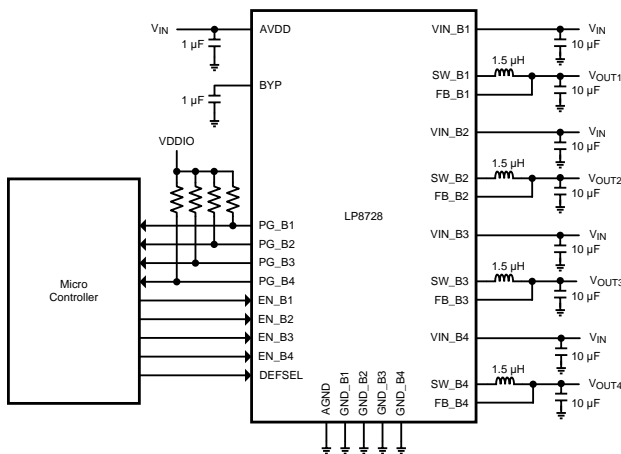 VIN
1 µF
AVDD
1 µF
BYP
VDDIO
Micro
Controller
PG_B1
PG_B2
PG_B3
PG_B4
EN_B1
EN_B2
EN_B3
EN_B4
DEFSEL
LP8728
AGND
GND_B1
GND_B2
GND_B3
GND_B4
VIN_B1
VIN
10 µF
SW_B1
1.5 µH
VOUT1
FB_B1
10 µF
VIN_B2
VIN
10 µF
SW_B2
1.5 µH
VOUT2
FB_B2
10 µF
VIN_B3
VIN
10 µF
SW_B3
1.5 µH
VOUT3
FB_B3
10 µF
VIN_B4
VIN
10 µF
SW_B4
1.5 µH
VOUT4
FB_B4
10 µF